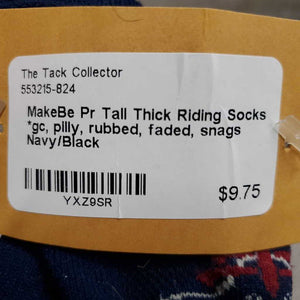 The Tack Collector
553215-824
MakeBe Pr Tall Thick Riding Socks
*gc, pilly, rubbed, faded, snags
Navy/Black
YXZ9SR
$9.75